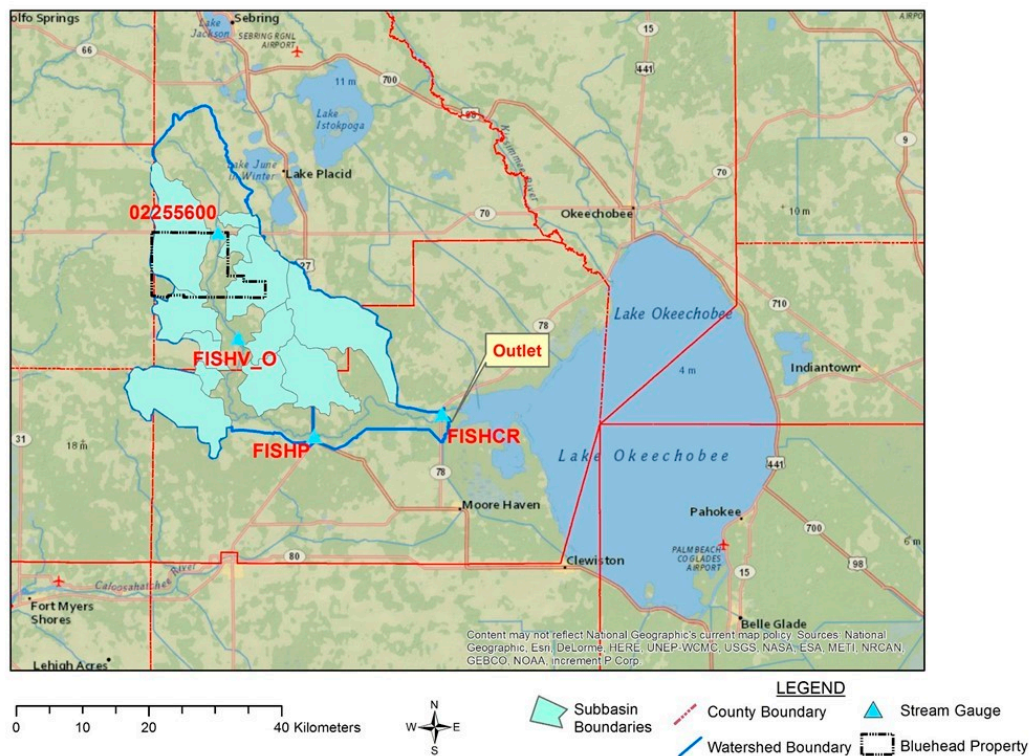 olfo Springs
Sebring
Lake
Jackson
SEBRING RGNL
AIRPORT
15
66
441
700
11 m
98
Lake
Istokpoga
Kissimmee River
9
Lake June
in Winter
Lake Placid
70
02255600
70
70
Okeechobee
10 m
27
710
Lake Okeechobee
78
Outlet
4 m
Indiantown
FISHV_O
31
18 m
FISHP
FISHCR
Lake Okeechobee
441
78
Moore Haven
Pahokee
700
80
Clewiston
PALM BEACH
CO GLADES
AIRPORT
6 m
98
15
Caloosahatchee River
Fort Myers
Shores
Belle Glade
Lehigh Acres
Content may not reflect National Geographic's current map policy. Sources: National
Geographic, Esri, DeLorme, HERE, UNEP-WCMC, USGS, NASA, ESA, METI, NRCAN,
GEBCO, NOAA, increment P Corp.
0 10 20 40 Kilometers
N
W E
S
LEGEND
Subbasin
Boundaries
County Boundary
Stream Gauge
Watershed Boundary
Bluehead Property